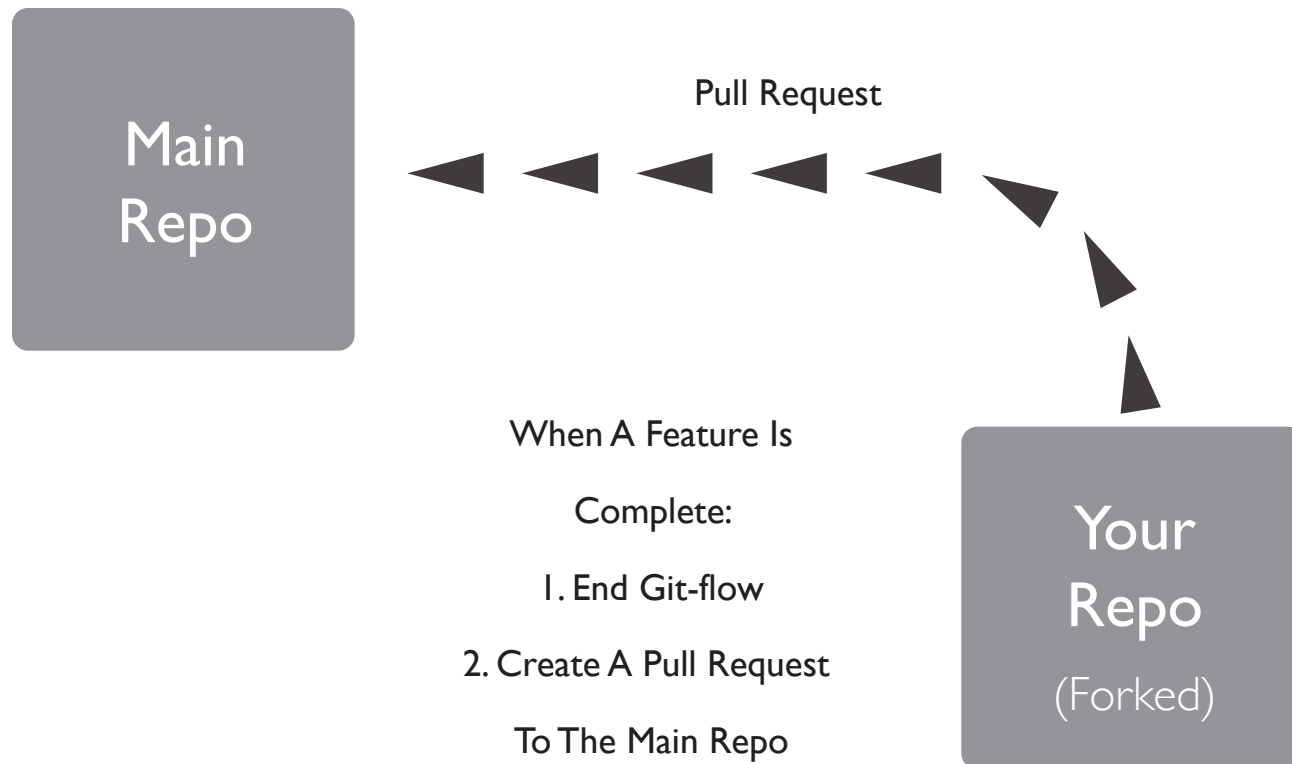 Main
Repo
Pull Request
When A Feature Is
Complete:
1. End Git-flow
2. Create A Pull Request
To The Main Repo
Your
Repo
(Forked)